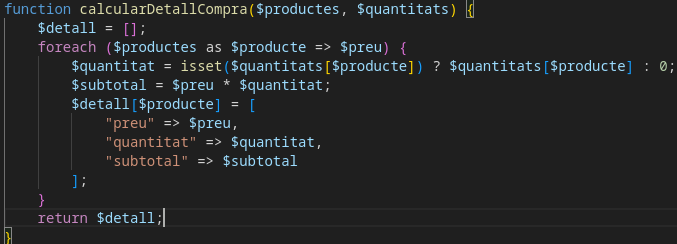 function calcularDetallCompra($productes, $quantitats) {
    $detall = [];
    foreach ($productes as $producte => $preu) {
        $quantitat = isset($quantitats[$producte]) ? $quantitats[$producte] : 0;
        $subtotal = $preu * $quantitat;
        $detall[$producte] = [
            "preu" => $preu,
            "quantitat" => $quantitat,
            "subtotal" => $subtotal
        ];
    }
    return $detall;
}